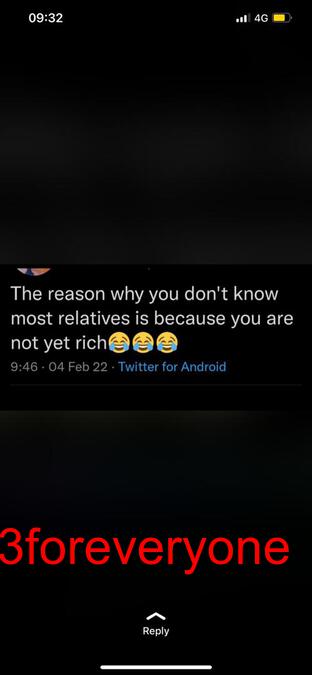 09:32
4G
The reason why you don't know
most relatives is because you are
not yet rich😂😂😂
9:46 · 04 Feb 22 · Twitter for Android
3foreveryone
Reply